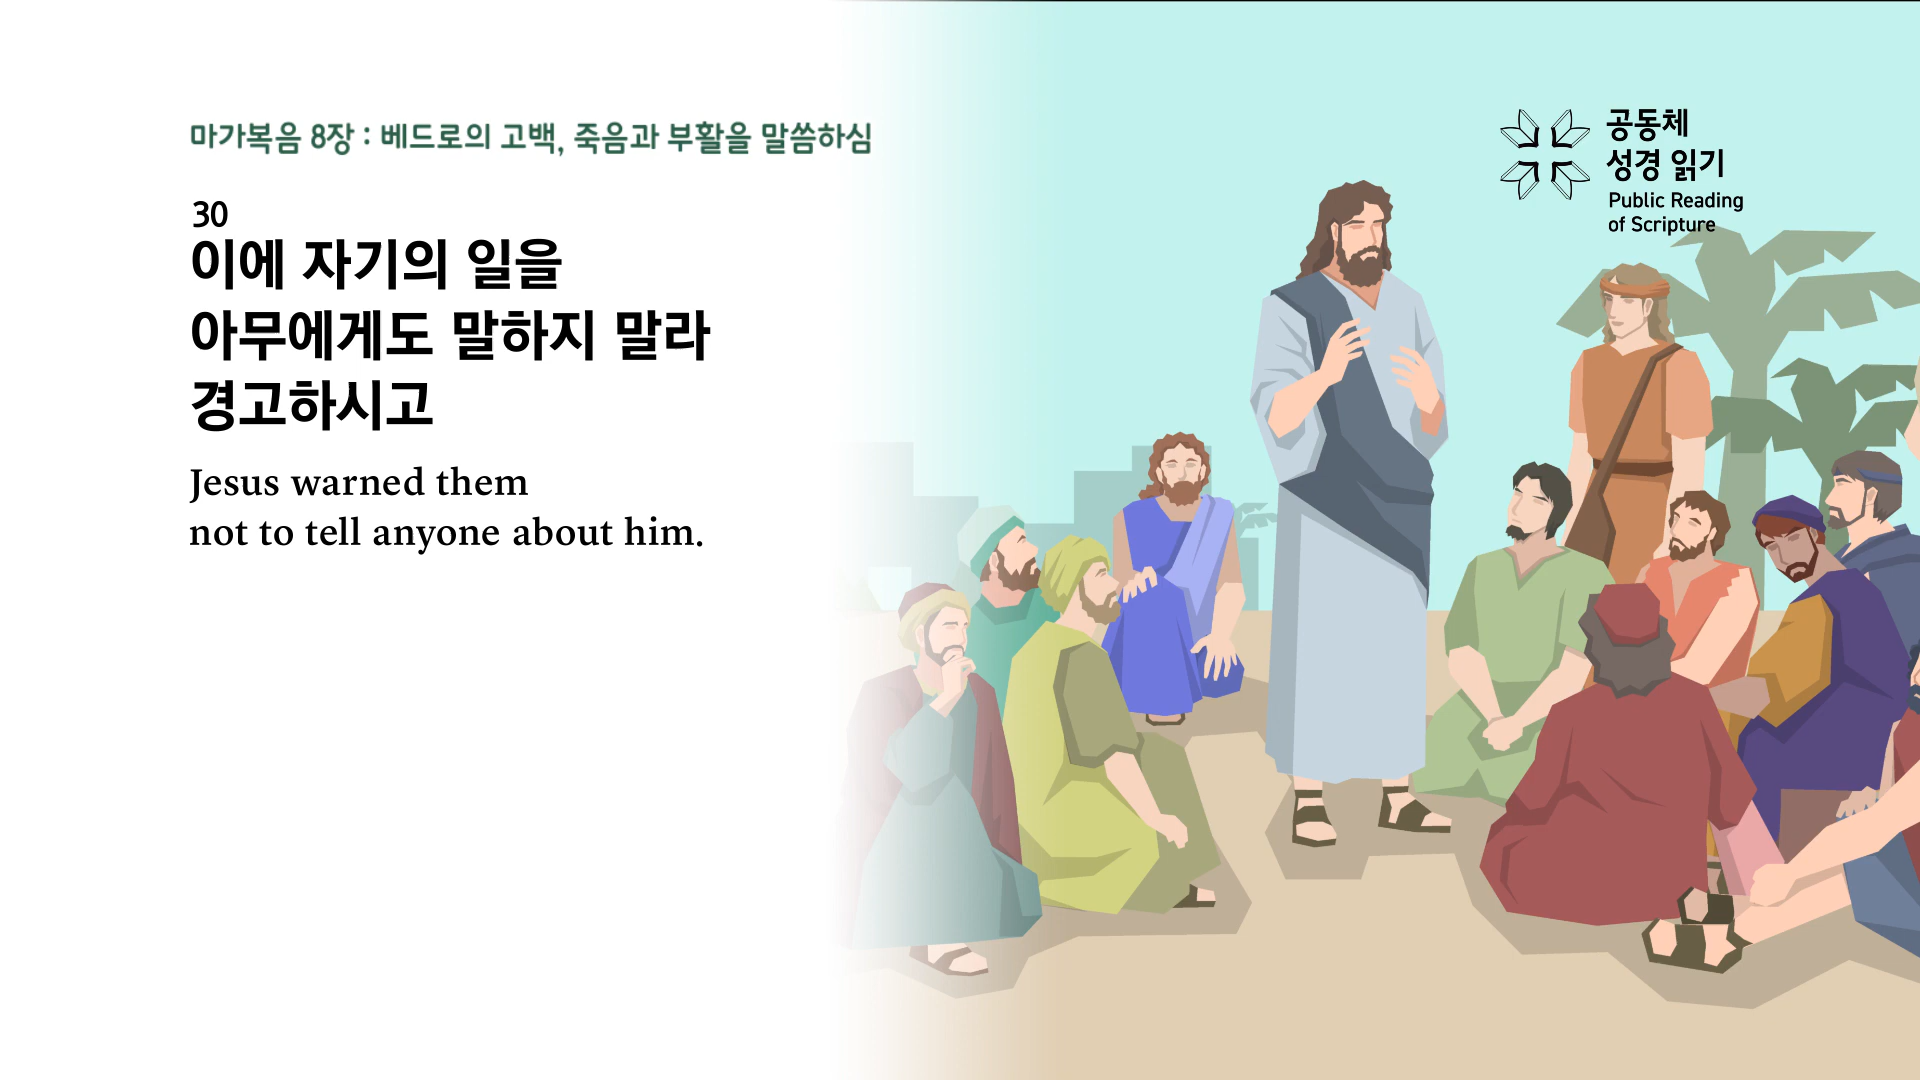 마가복음 8장 : 베드로의 고백, 죽음과 부활을 말씀하심
30
이에 자기의 일을
아무에게도 말하지 말라
경고하시고
Jesus warned them
not to tell anyone about him.
공동체
성경 읽기
Public Reading
of Scripture